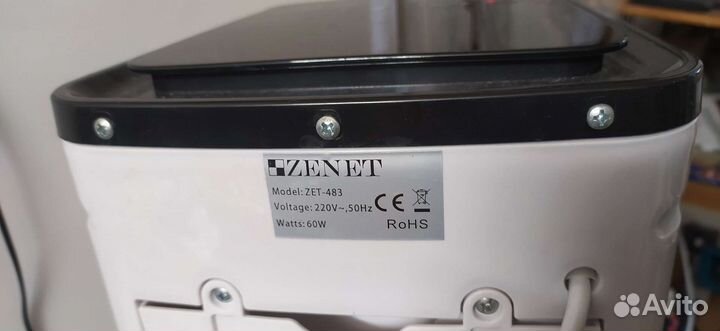 ZENET
Model: ZET-483
Voltage: 220V~,50Hz
Watts: 60W
CE
RoHS
Avito